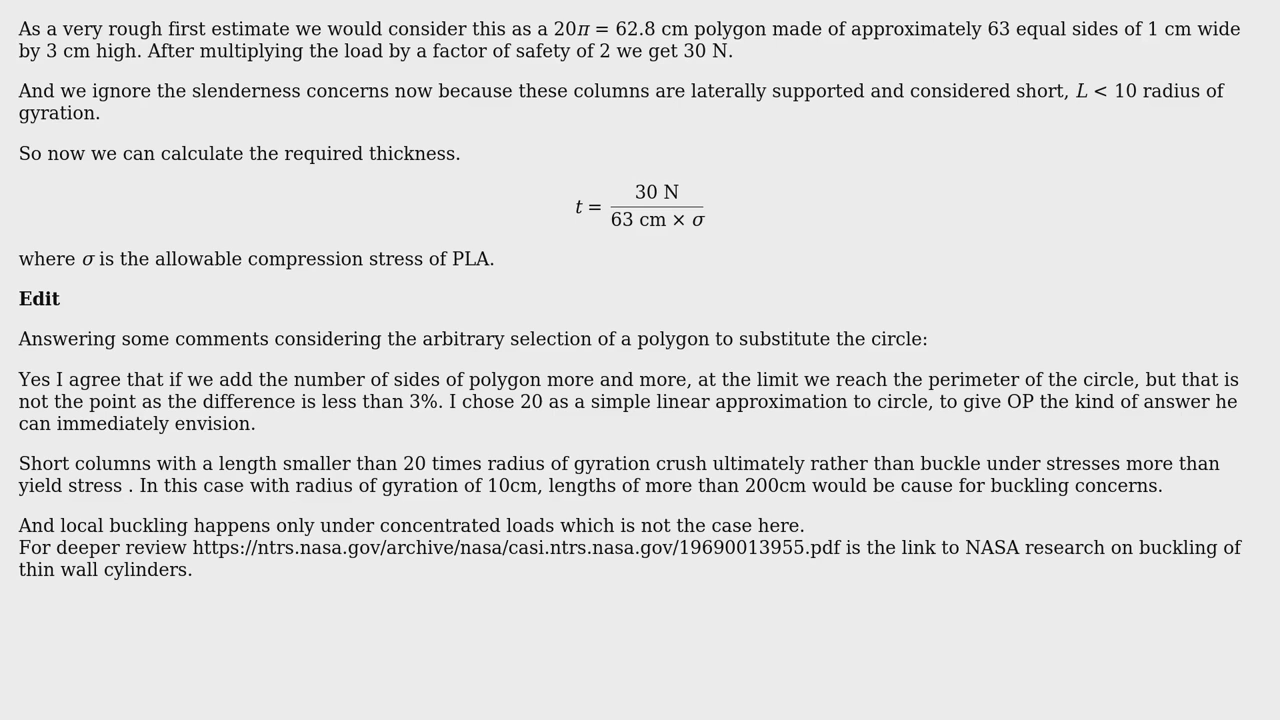 As a very rough first estimate we would consider this as a 20π = 62.8 cm polygon made of approximately 63 equal sides of 1 cm wide
by 3 cm high. After multiplying the load by a factor of safety of 2 we get 30 N.
And we ignore the slenderness concerns now because these columns are laterally supported and considered short, L < 10 radius of
gyration.
So now we can calculate the required thickness.
t = 30 N / 63 cm × σ
where σ is the allowable compression stress of PLA.
Edit
Answering some comments considering the arbitrary selection of a polygon to substitute the circle:
Yes I agree that if we add the number of sides of polygon more and more, at the limit we reach the perimeter of the circle, but that is
not the point as the difference is less than 3%. I chose 20 as a simple linear approximation to circle, to give OP the kind of answer he
can immediately envision.
Short columns with a length smaller than 20 times radius of gyration crush ultimately rather than buckle under stresses more than
yield stress . In this case with radius of gyration of 10cm, lengths of more than 200cm would be cause for buckling concerns.
And local buckling happens only under concentrated loads which is not the case here.
For deeper review https://ntrs.nasa.gov/archive/nasa/casi.ntrs.nasa.gov/19690013955.pdf is the link to NASA research on buckling of
thin wall cylinders.